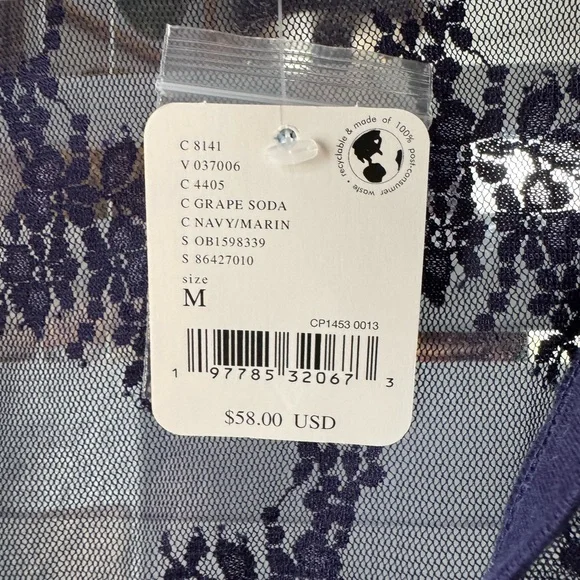 C 8141
V 037006
C 4405
C GRAPE SODA
C NAVY/MARIN
S OB1598339
S 86427010
size
M
recyclable & made of 100% post-consumer waste •
CP1453 0013
1 97785 32067 3
$58.00 USD